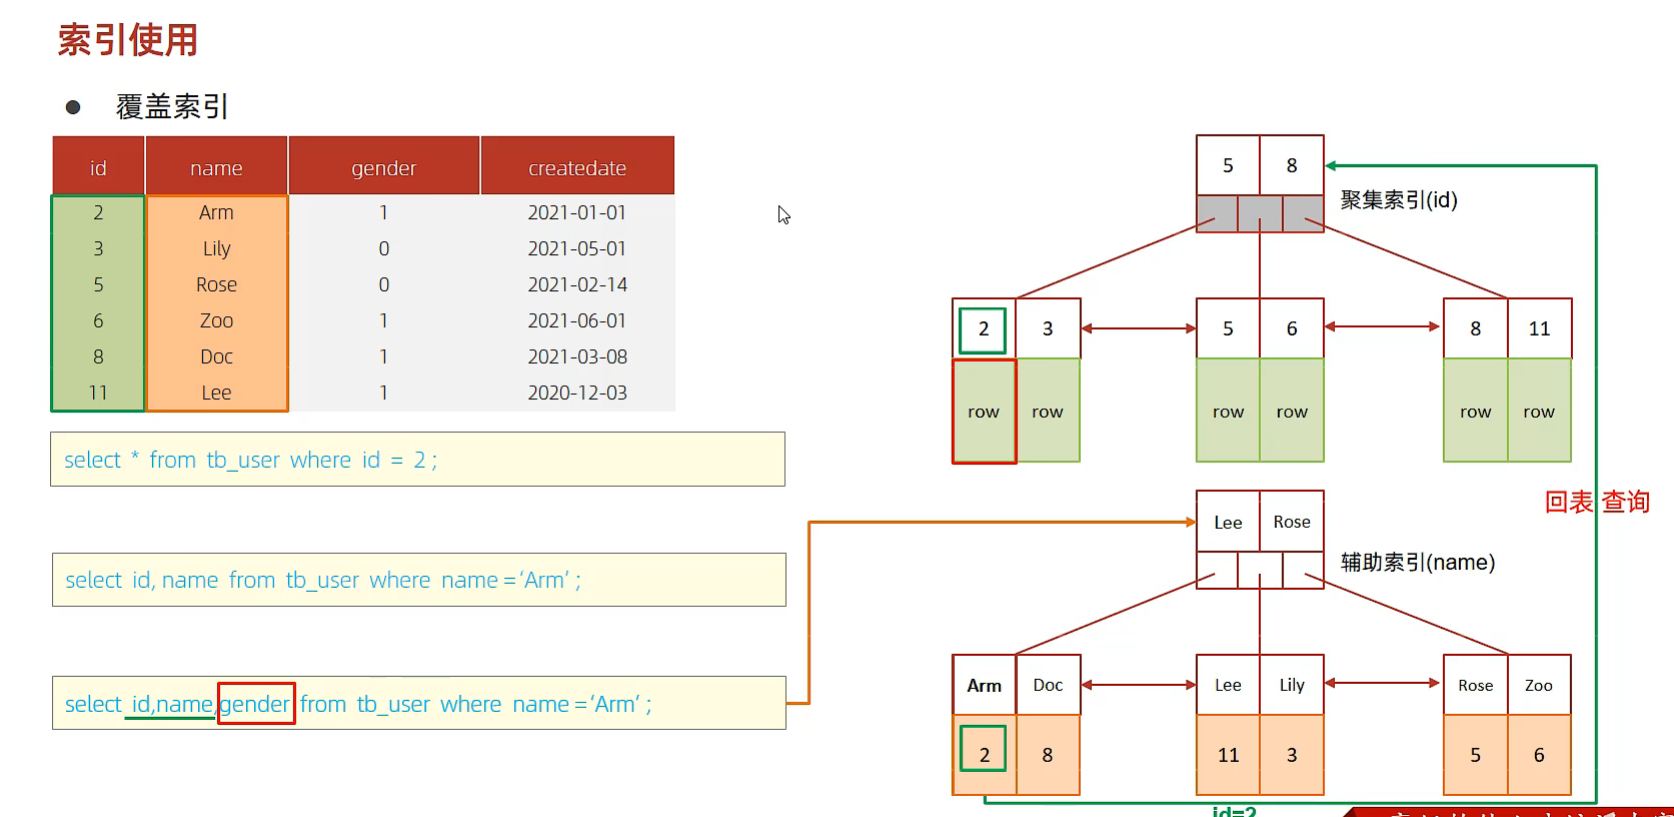 索引使用
● 覆盖索引
id name gender createdate
2 Arm 1 2021-01-01
3 Lily 0 2021-05-01
5 Rose 0 2021-02-14
6 Zoo 1 2021-06-01
8 Doc 1 2021-03-08
11 Lee 1 2020-12-03
select * from tb_user where id = 2 ;
select id, name from tb_user where name = ‘Arm’ ;
select id,name,gender from tb_user where name = ‘Arm’ ;
5 8
聚集索引(id)
2 3 5 6 8 11
row row row row row row
回表 查询
Lee Rose
辅助索引(name)
Arm Doc Lee Lily Rose Zoo
2 8 11 3 5 6
id=2